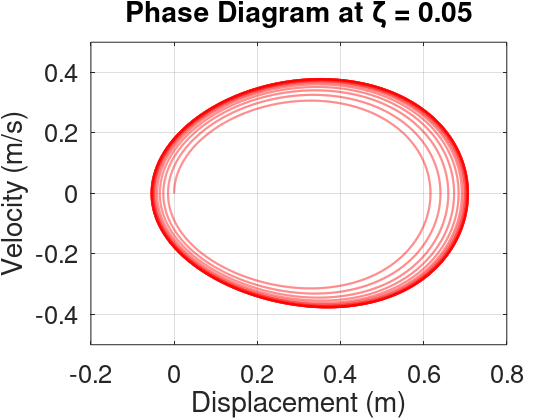 Phase Diagram at ζ = 0.05
Velocity (m/s)
0.4
0.2
0
-0.2
-0.4
-0.2 0 0.2 0.4 0.6 0.8
Displacement (m)